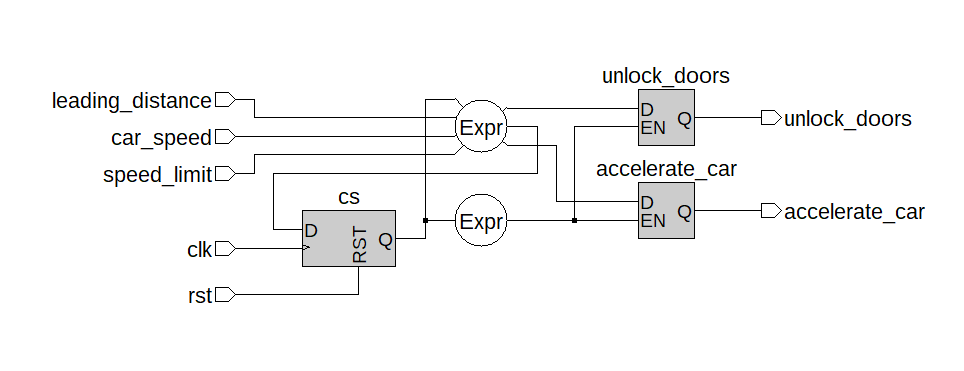 unlock_doors
leading_distance
D
Q
unlock_doors
Expr
EN
car_speed
speed_limit
accelerate_car
cs
D
Q
accelerate_car
Expr
EN
D
RST
Q
clk
rst